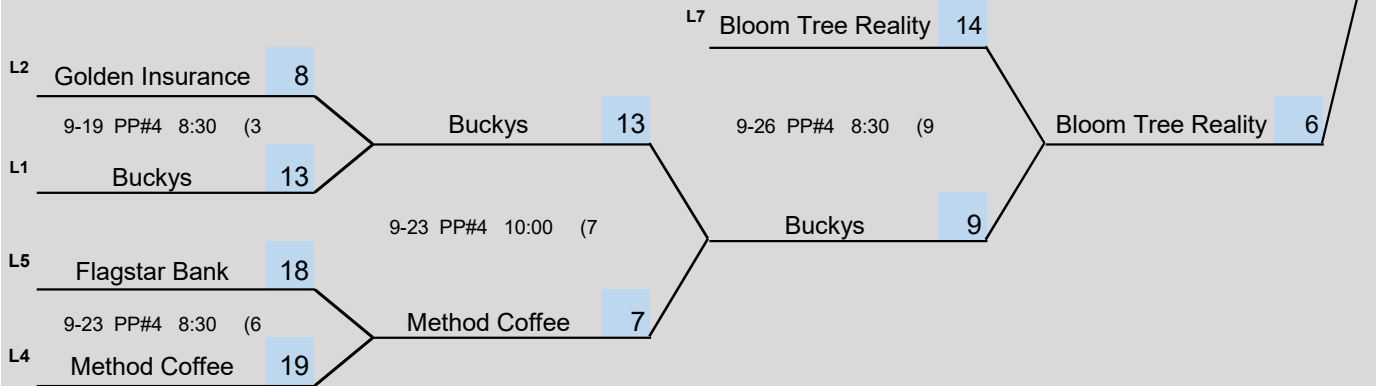 L7 Bloom Tree Reality 14
L2 Golden Insurance 8
9-19 PP#4 8:30 (3
Buckys 13
9-26 PP#4 8:30 (9
Bloom Tree Reality 6
L1 Buckys 13
9-23 PP#4 10:00 (7
Buckys 9
L5 Flagstar Bank 18
9-23 PP#4 8:30 (6
Method Coffee 7
L4 Method Coffee 19